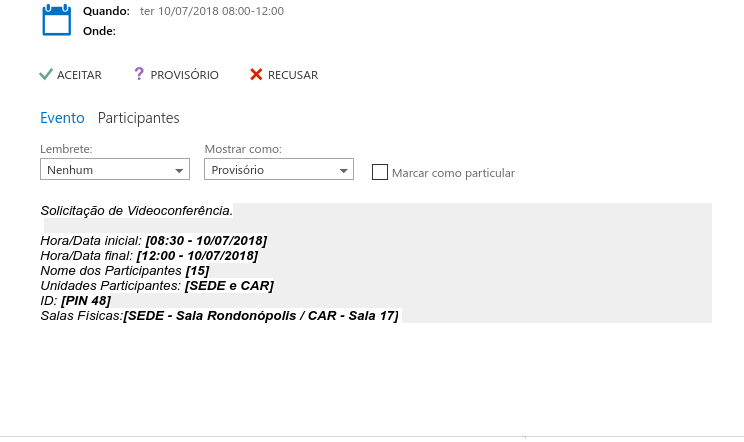 Quando: ter 10/07/2018 08:00-12:00
Onde:
ACEITAR ? PROVISÓRIO RECUSAR
Evento Participantes
Lembrete: Mostrar como:
Nenhum Provisório Marcar como particular
Solicitação de Videoconferência.
Hora/Data inicial: [08:30 - 10/07/2018]
Hora/Data final: [12:00 - 10/07/2018]
Nome dos Participantes [15]
Unidades Participantes: [SEDE e CAR]
ID: [PIN 48]
Salas Fisicas:[SEDE - Sala Rondonópolis / CAR - Sala 17]